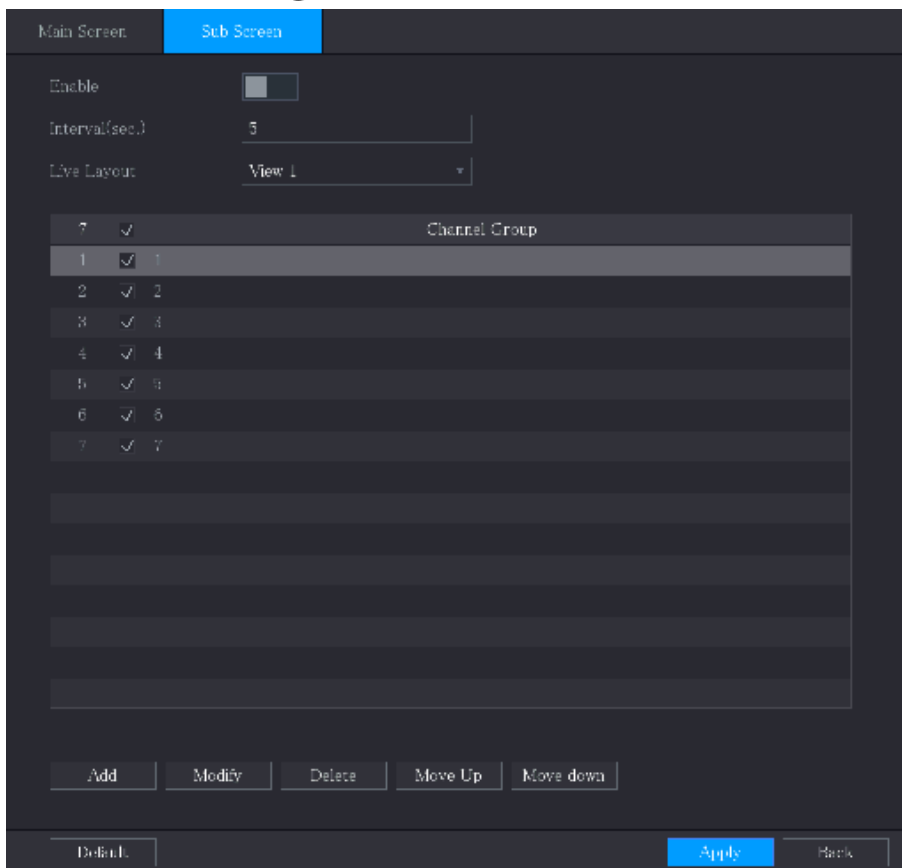 Main Screen Sub Screen
Enable
Interval(sec.) 5
Live Layout View 1
7 Channel Group
1 1
2 2
3 3
4 4
5 5
6 6
7 7
Add Modify Delete Move Up Move down
Default Apply Back